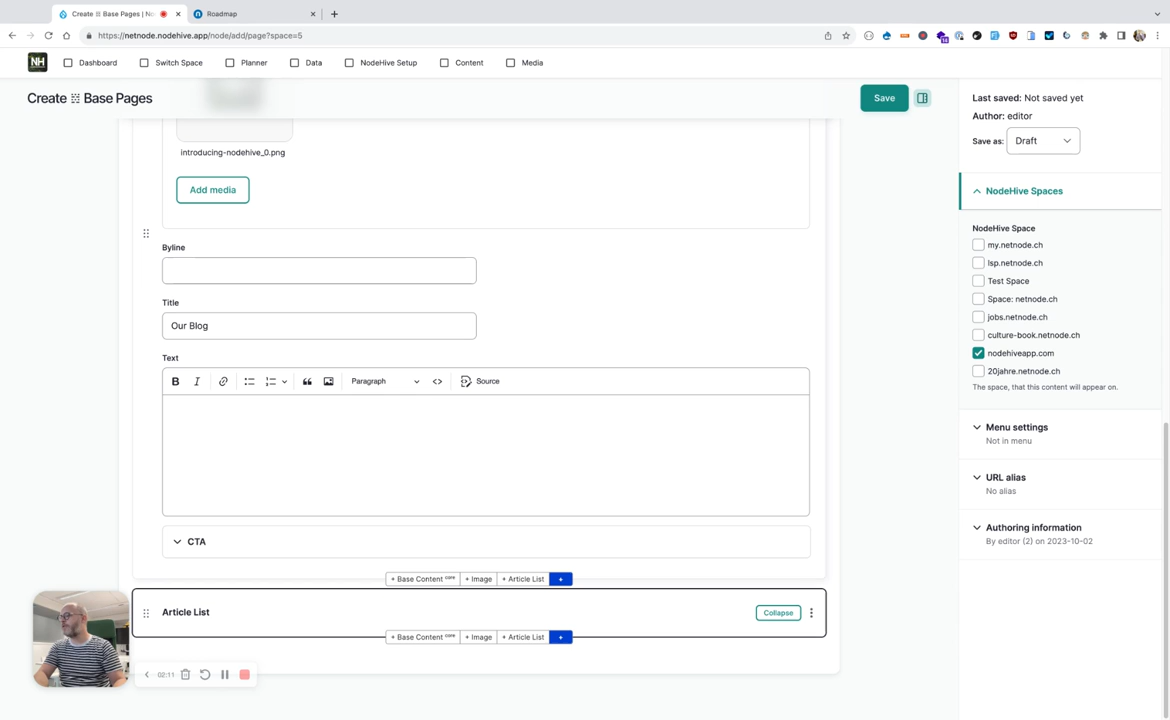 Create ⠿ Base Pages | No
Roadmap
https://netnode.nodehive.app/node/add/page?space=5
NH
Dashboard
Switch Space
Planner
Data
NodeHive Setup
Content
Media
Create ⠿ Base Pages
Save
introducing-nodehive_0.png
Add media
Byline
Title
Our Blog
Text
B I Paragraph <> Source
CTA
+ Base Content core + Image + Article List +
Article List
Collapse
+ Base Content core + Image + Article List +
02:11
Last saved: Not saved yet
Author: editor
Save as: Draft
NodeHive Spaces
NodeHive Space
my.netnode.ch
lsp.netnode.ch
Test Space
Space: netnode.ch
jobs.netnode.ch
culture-book.netnode.ch
nodehiveapp.com
20jahre.netnode.ch
The space, that this content will appear on.
Menu settings
Not in menu
URL alias
No alias
Authoring information
By editor (2) on 2023-10-02